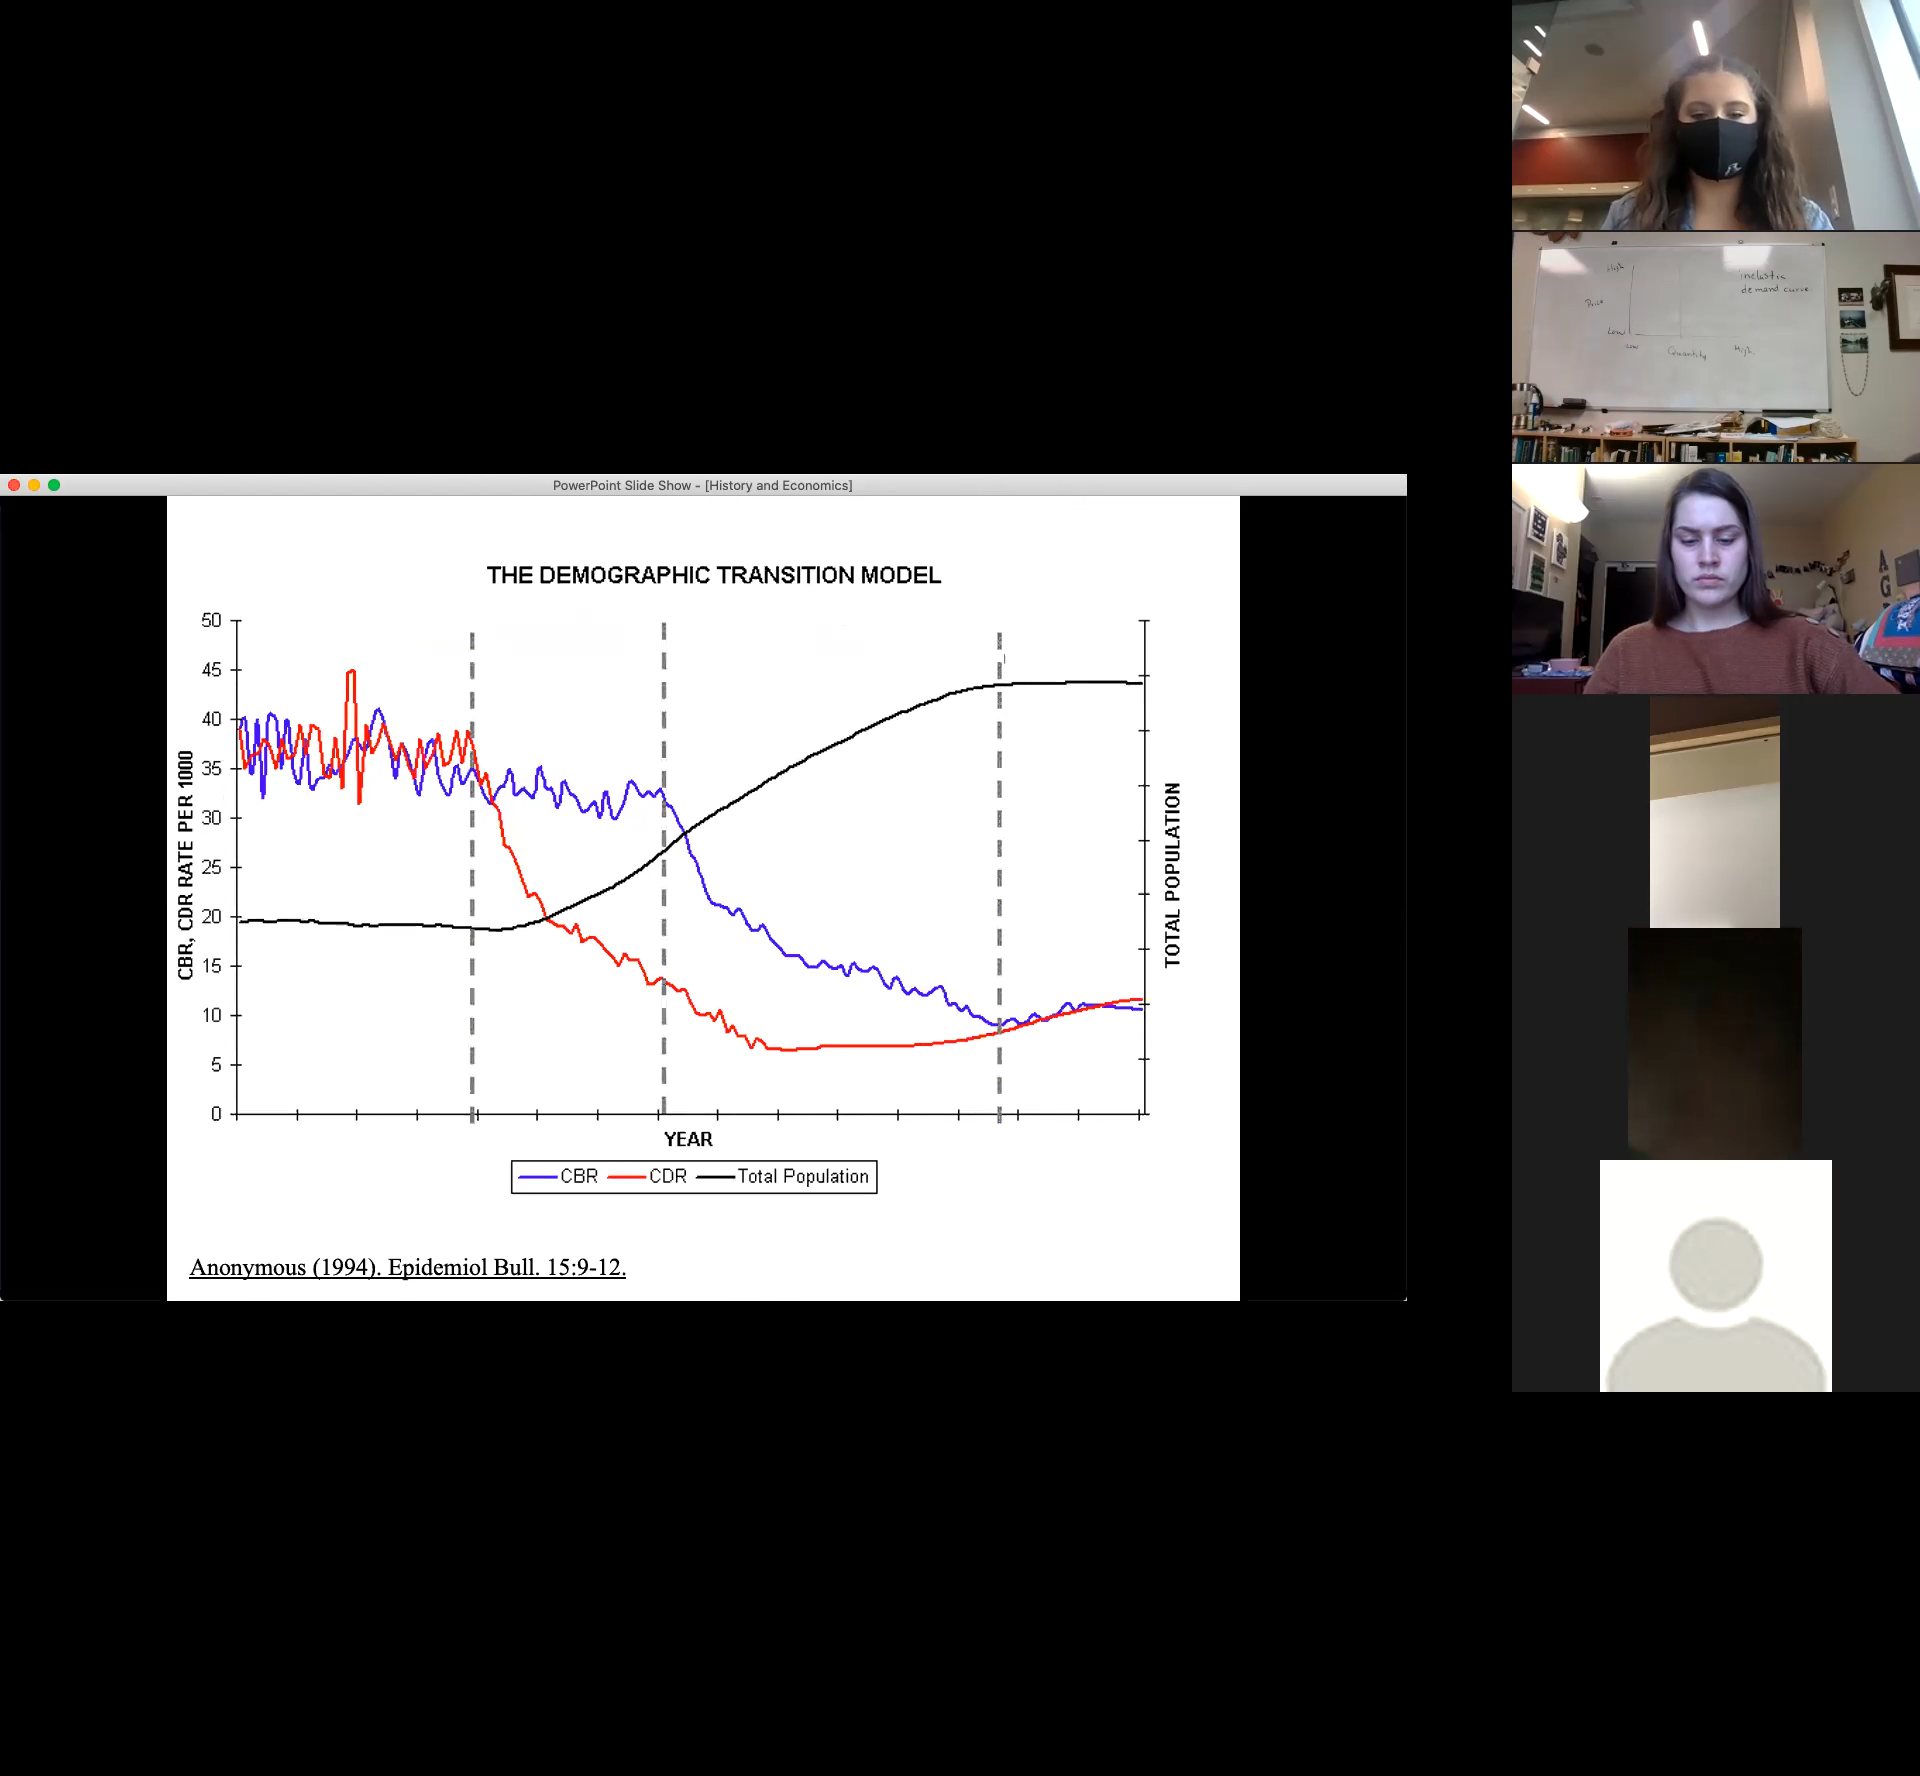 PowerPoint Slide Show - [History and Economics]
THE DEMOGRAPHIC TRANSITION MODEL
50
45
40
35
30
25
20
15
10
5
0
CBR, CDR RATE PER 1000
TOTAL POPULATION
YEAR
CBR CDR Total Population
Anonymous (1994). Epidemiol Bull. 15:9-12.
High
inelastic
demand curve
Price
Low
Low Quantity High
A
G